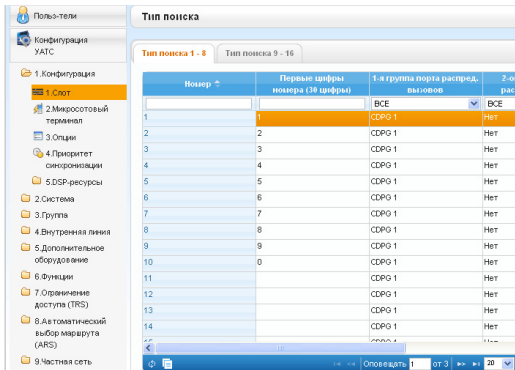 Польз-тели
Конфигурация
УАТС
1.Конфигурация
1.Слот
2.Микросотовый
терминал
3.Опции
4.Приоритет
синхронизации
5.DSP-ресурсы
2.Система
3.Группа
4.Внутренняя линия
5.Дополнительное
оборудование
6.Функции
7.Ограничение
доступа (TRS)
8.Автоматический
выбор маршрута
(ARS)
9.Частная сеть
Тип поиска
Тип поиска 1 - 8 Тип поиска 9 - 16
Номер Первые цифры
номера (30 цифры) 1-я группа порта распред.
вызовов 2-о
рас
ВСЕ ВСЕ
1 1 CDPG 1 Нет
2 2 CDPG 1 Нет
3 3 CDPG 1 Нет
4 4 CDPG 1 Нет
5 5 CDPG 1 Нет
6 6 CDPG 1 Нет
7 7 CDPG 1 Нет
8 8 CDPG 1 Нет
9 9 CDPG 1 Нет
10 0 CDPG 1 Нет
11 CDPG 1 Нет
12 CDPG 1 Нет
13 CDPG 1 Нет
14 CDPG 1 Нет
Оповещать 1 от 3 20